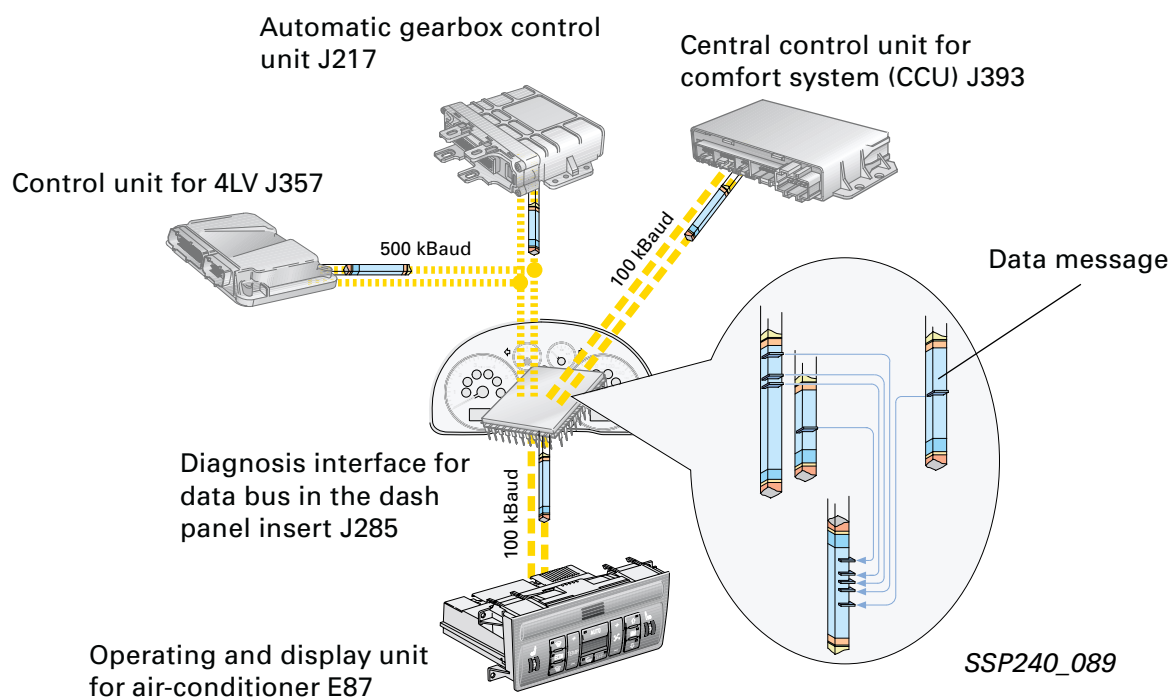 Automatic gearbox control
unit J217
Central control unit for
comfort system (CCU) J393
Control unit for 4LV J357
500 kBaud
100 kBaud
Data message
Diagnosis interface for
data bus in the dash
panel insert J285
100 kBaud
AUTO
Operating and display unit
for air-conditioner E87
SSP240_089